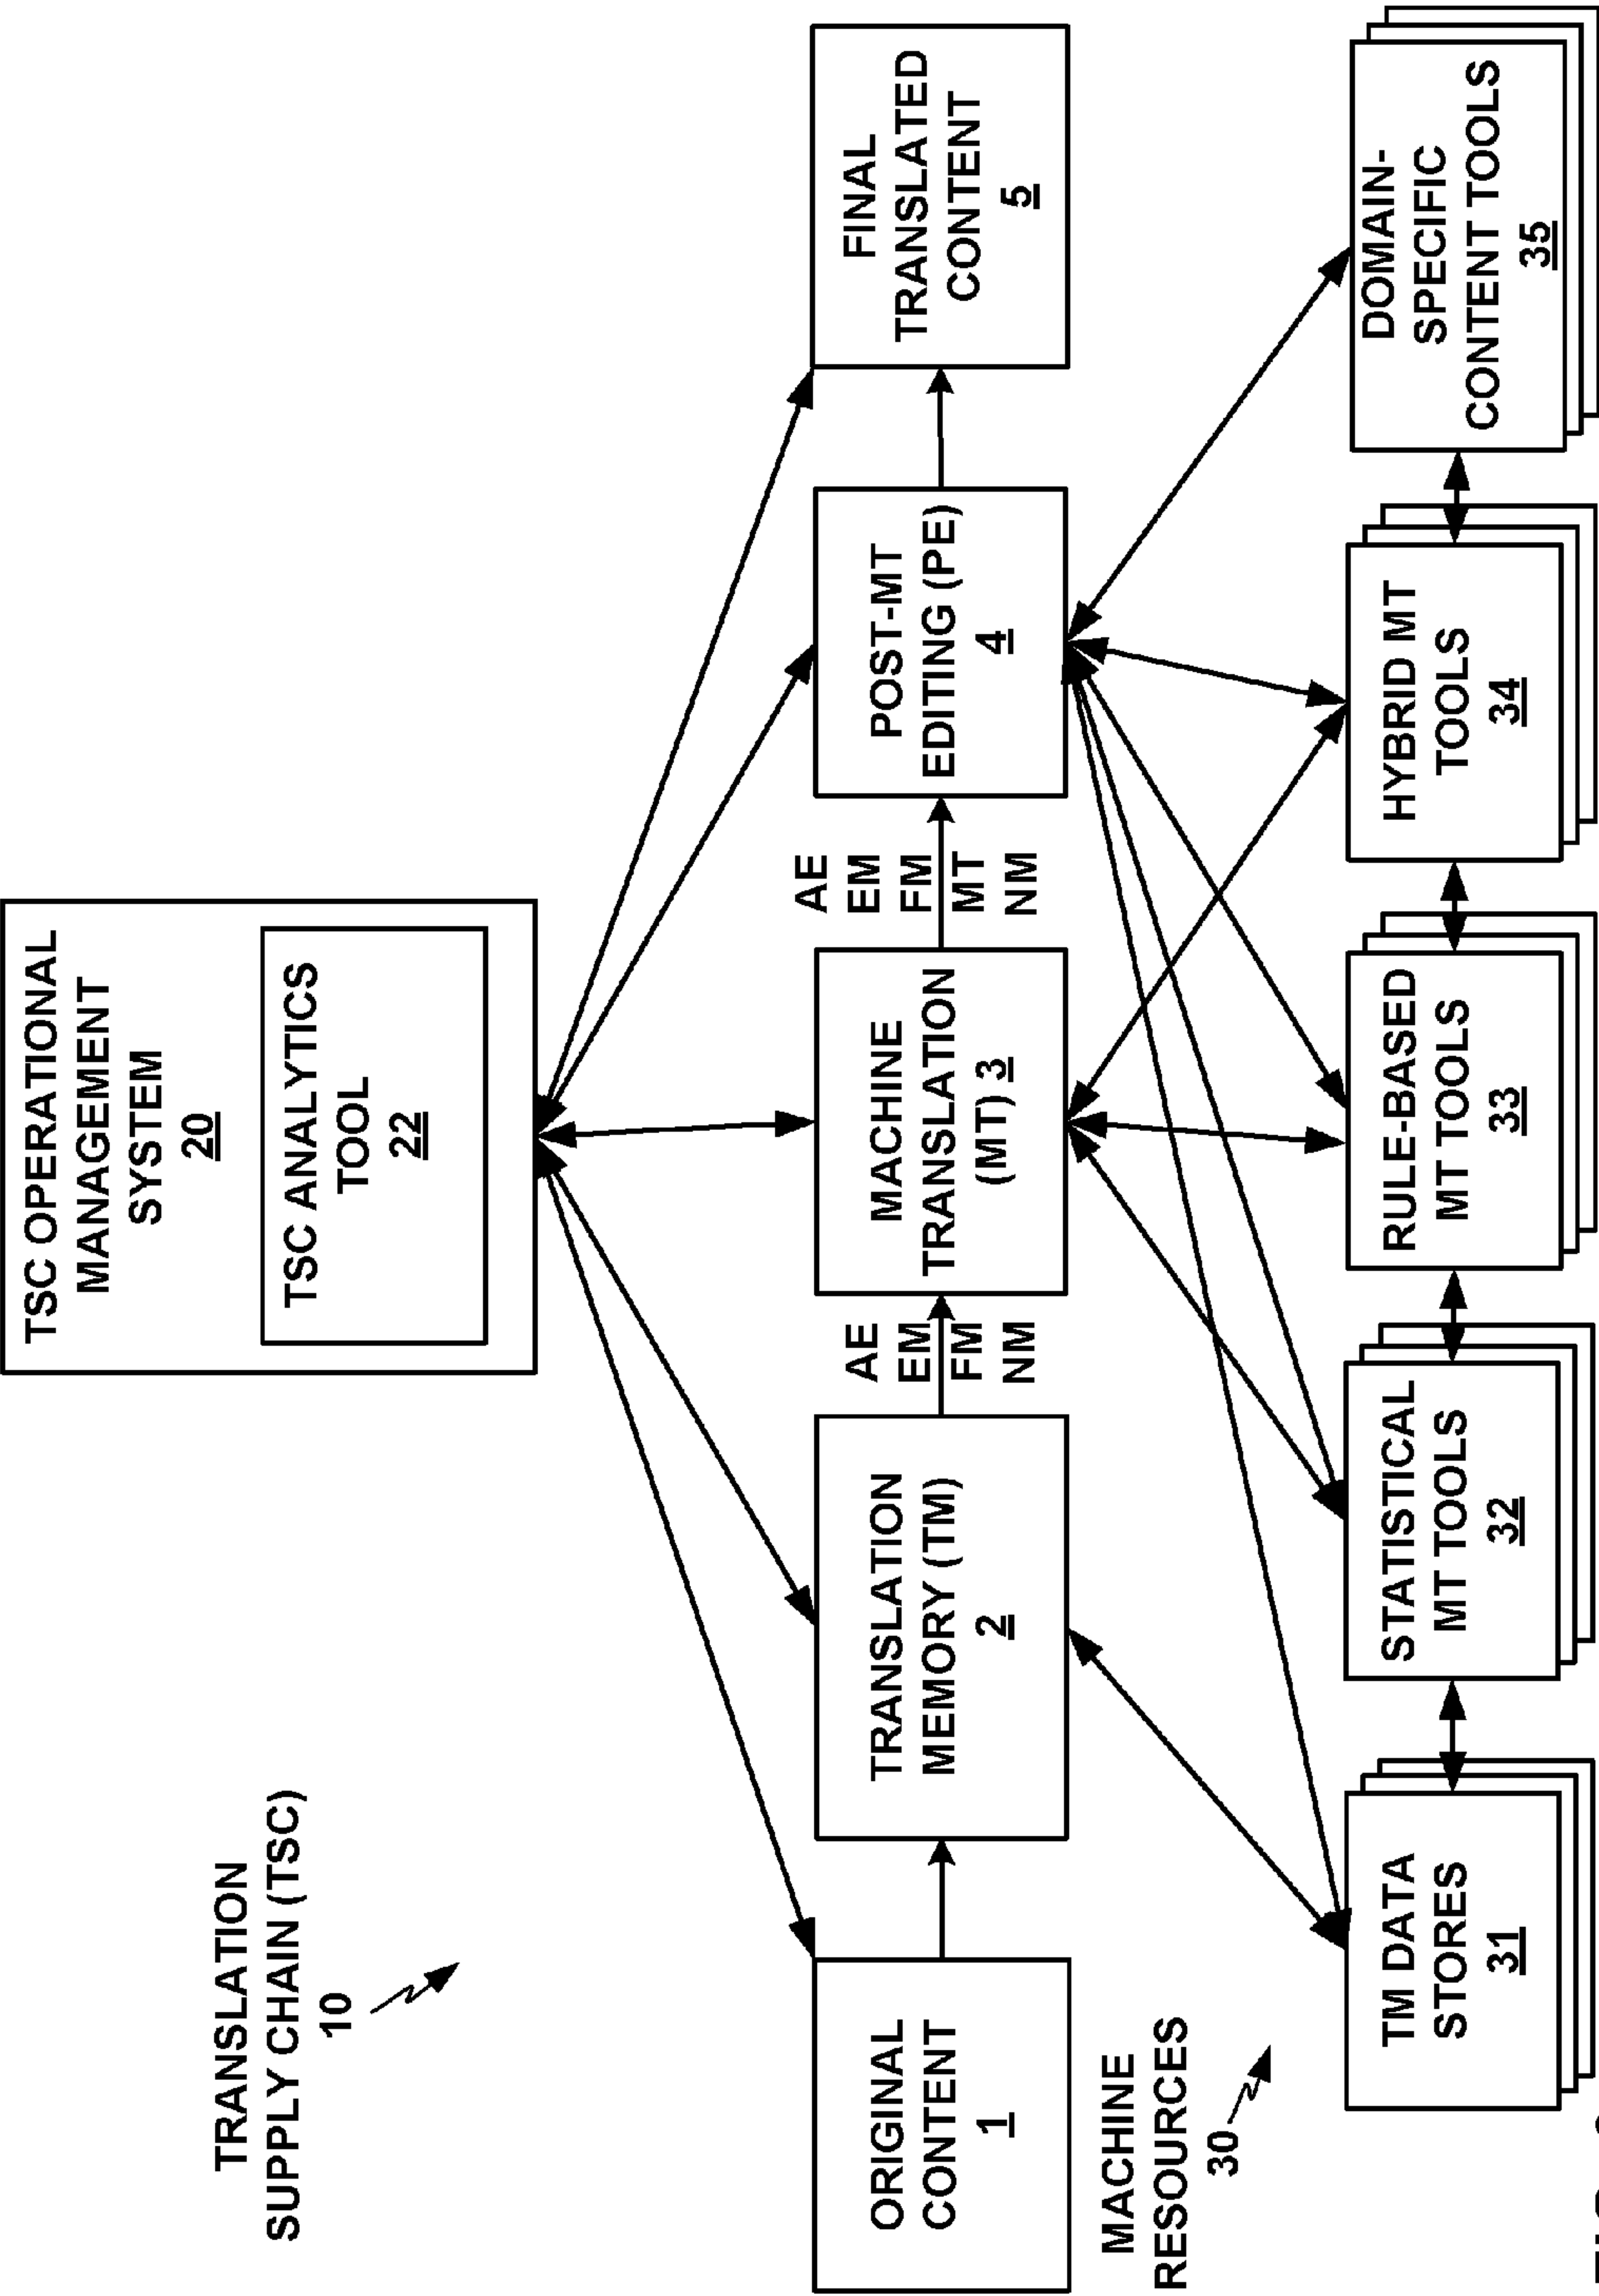 TSC OPERATIONAL
MANAGEMENT
SYSTEM
20
TSC ANALYTICS
TOOL
22
TRANSLATION
SUPPLY CHAIN (TSC)
10
ORIGINAL
CONTENT
1
TRANSLATION
MEMORY (TM)
2
AE
EM
FM
NM
MACHINE
TRANSLATION
(MT) 3
AE
EM
FM
MT
NM
POST-MT
EDITING (PE)
4
FINAL
TRANSLATED
CONTENT
5
MACHINE
RESOURCES
30
TM DATA
STORES
31
STATISTICAL
MT TOOLS
32
RULE-BASED
MT TOOLS
33
HYBRID MT
TOOLS
34
DOMAIN-
SPECIFIC
CONTENT TOOLS
35